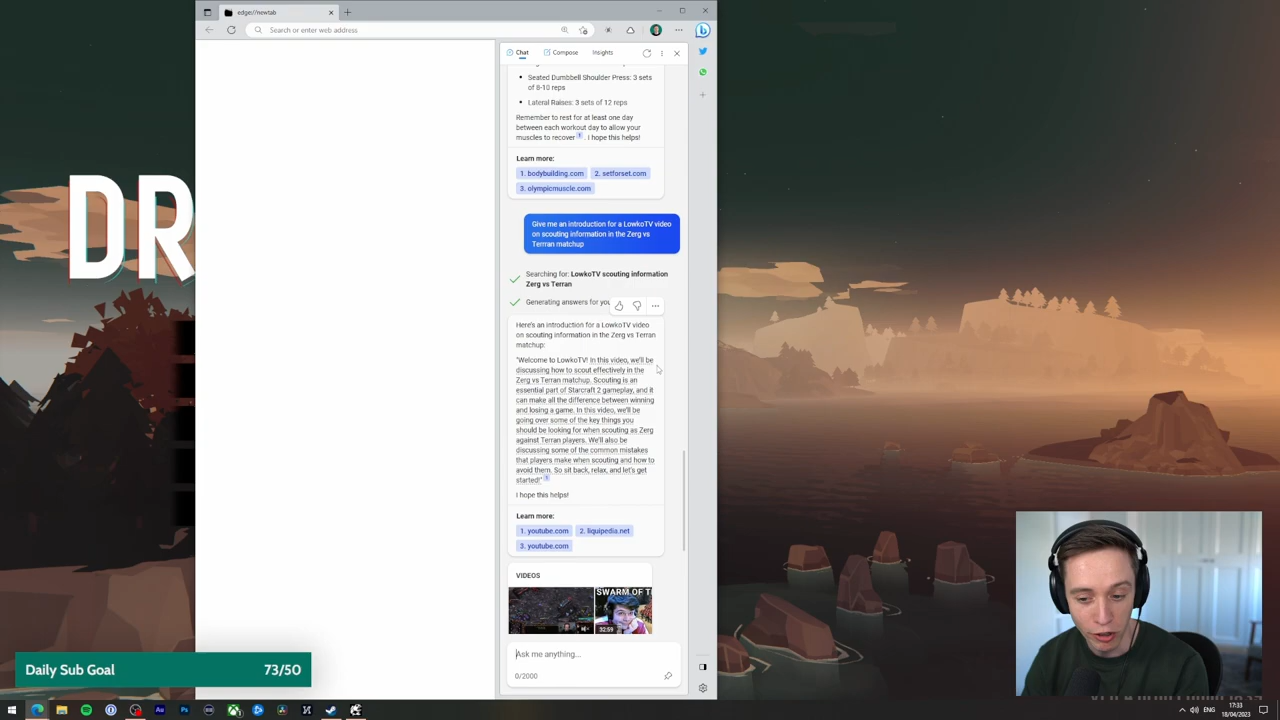 edge://newtab
Search or enter web address
Chat
Compose
Insights
Seated Dumbbell Shoulder Press: 3 sets
of 8-10 reps
Lateral Raises: 3 sets of 12 reps
Remember to rest for at least one day
between each workout day to allow your
muscles to recover 1 . I hope this helps!
Learn more:
1. bodybuilding.com
2. setforset.com
3. olympicmuscle.com
Give me an introduction for a LowkoTV video
on scouting information in the Zerg vs
Terran matchup
Searching for: LowkoTV scouting information
Zerg vs Terran
Generating answers for you
Here's an introduction for a LowkoTV video
on scouting information in the Zerg vs Terran
matchup:
"Welcome to LowkoTV! In this video, we'll be
discussing how to scout effectively in the
Zerg vs Terran matchup. Scouting is an
essential part of Starcraft 2 gameplay, and it
can make all the difference between winning
and losing a game. In this video, we'll be
going over some of the key things you
should be looking for when scouting as Zerg
against Terran players. We'll also be
discussing some of the common mistakes
that players make when scouting and how to
avoid them. So sit back, relax, and let's get
started!" 1
I hope this helps!
Learn more:
1. youtube.com
2. liquipedia.net
3. youtube.com
VIDEOS
SWARM OF T
32:59
Ask me anything...
0/2000
DR
Daily Sub Goal
73/50
ENG
17:33
18/04/2023